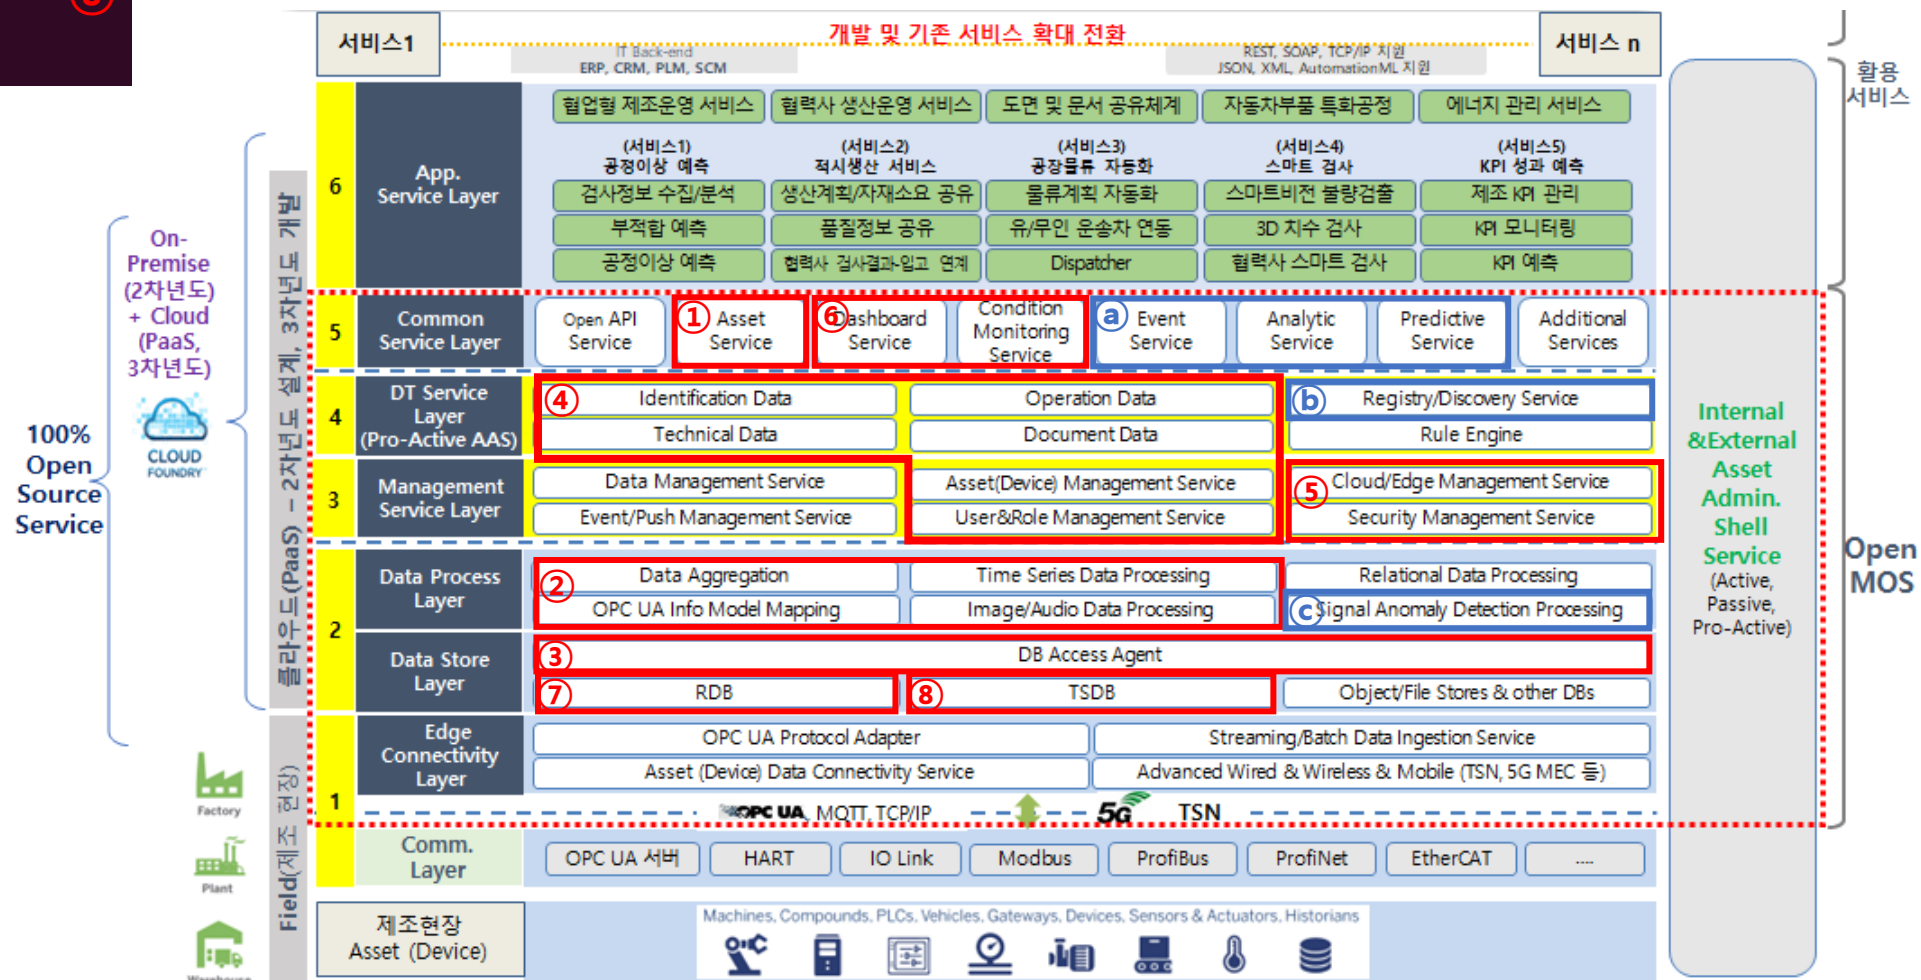 서비스1
개발 및 기존 서비스 확대 전환
서비스 n
IT Back-end
ERP, CRM, PLM, SCM
REST, SOAP, TCP/IP 지원
JSON, XML, AutomationML 지원
활용
서비스
6
App.
Service Layer
협업형 제조운영 서비스
협력사 생산운영 서비스
도면 및 문서 공유체계
자동차부품 특화공정
에너지 관리 서비스
(서비스1)
공정이상 예측
(서비스2)
적시생산 서비스
(서비스3)
공장물류 자동화
(서비스4)
스마트 검사
(서비스5)
KPI 성과 예측
검사정보 수집/분석
생산계획/자재소요 공유
물류계획 자동화
스마트비전 불량검출
제조 KPI 관리
부적합 예측
품질정보 공유
유/무인 운송차 연동
3D 치수 검사
KPI 모니터링
공정이상 예측
협력사 검사결과-입고 연계
Dispatcher
협력사 스마트 검사
KPI 예측
5
Common
Service Layer
Open API
Service
① Asset
Service
⑥ Dashboard
Service
Condition
Monitoring
Service
ⓐ Event
Service
Analytic
Service
Predictive
Service
Additional
Services
4
DT Service
Layer
(Pro-Active AAS)
④ Identification Data
Operation Data
ⓑ Registry/Discovery Service
Technical Data
Document Data
Rule Engine
3
Management
Service Layer
Data Management Service
Asset(Device) Management Service
⑤ Cloud/Edge Management Service
Event/Push Management Service
User&Role Management Service
Security Management Service
2
Data Process
Layer
② Data Aggregation
Time Series Data Processing
Relational Data Processing
OPC UA Info Model Mapping
Image/Audio Data Processing
ⓒ Signal Anomaly Detection Processing
Data Store
Layer
③ DB Access Agent
⑦ RDB
⑧ TSDB
Object/File Stores & other DBs
1
Edge
Connectivity
Layer
OPC UA Protocol Adapter
Streaming/Batch Data Ingestion Service
Asset (Device) Data Connectivity Service
Advanced Wired & Wireless & Mobile (TSN, 5G MEC 등)
OPC UA, MQTT, TCP/IP
5G
TSN
Comm.
Layer
OPC UA 서버
HART
IO Link
Modbus
ProfiBus
ProfiNet
EtherCAT
....
제조현장
Asset (Device)
Machines, Compounds, PLCs, Vehicles, Gateways, Devices, Sensors & Actuators, Historians
100%
Open
Source
Service
On-
Premise
(2차년도)
+ Cloud
(PaaS,
3차년도)
CLOUD
FOUNDRY
클라우드(PaaS) – 2차년도 설계, 3차년도 개발
Field(제조 현장)
Factory
Plant
Warehouse
Internal
&External
Asset
Admin.
Shell
Service
(Active,
Passive,
Pro-Active)
Open
MOS